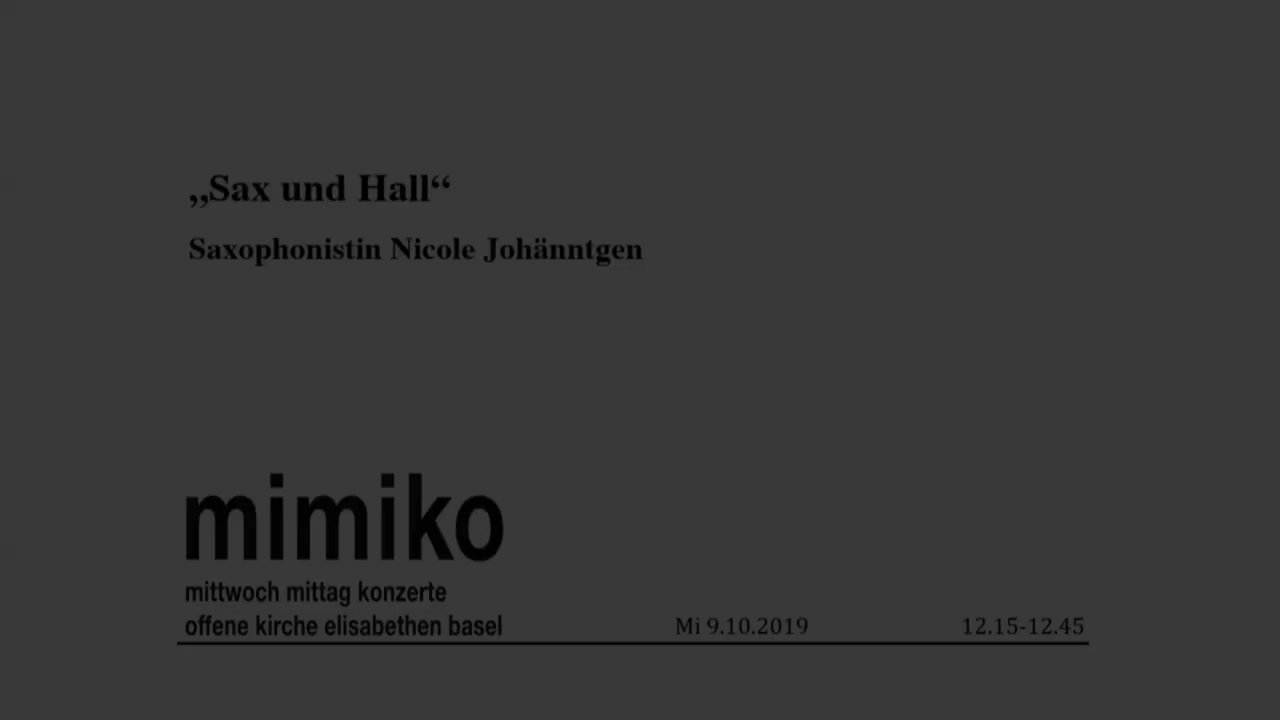 „Sax und Hall“
Saxophonistin Nicole Johänntgen
mimiko
mittwoch mittag konzerte
offene kirche elisabethen basel Mi 9.10.2019 12.15-12.45